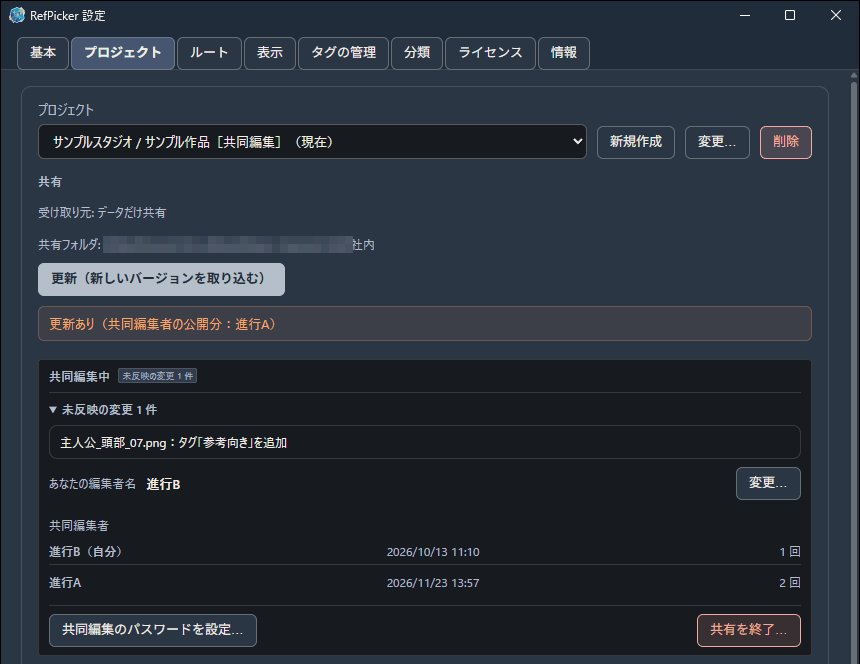 RefPicker 設定
基本 プロジェクト ルート 表示 タグの管理 分類 ライセンス 情報
プロジェクト
サンプルスタジオ / サンプル作品［共同編集］（現在） 新規作成 変更... 削除
共有
受け取り元: データだけ共有
共有フォルダ: 社内
更新（新しいバージョンを取り込む）
更新あり（共同編集者の公開分：進行A）
共同編集中 未反映の変更 1 件
▼ 未反映の変更 1 件
主人公_頭部_07.png：タグ「参考向き」を追加
あなたの編集者名 進行B 変更...
共同編集者
進行B（自分） 2026/10/13 11:10 1 回
進行A 2026/11/23 13:57 2 回
共同編集のパスワードを設定... 共有を終了...